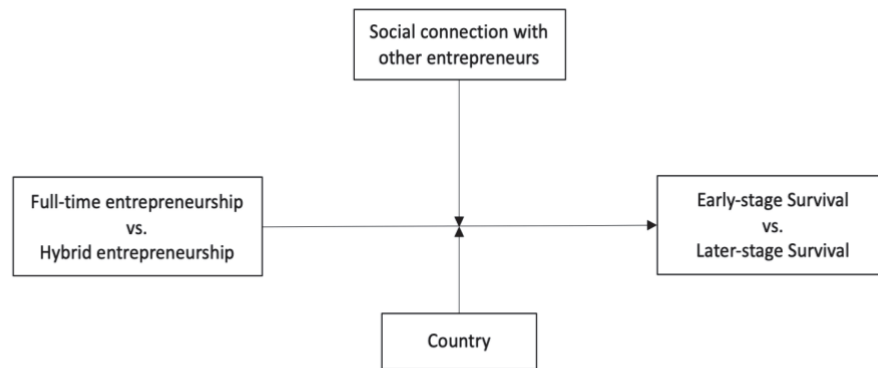 Social connection with
other entrepreneurs
Full-time entrepreneurship
vs.
Hybrid entrepreneurship
Early-stage Survival
vs.
Later-stage Survival
Country